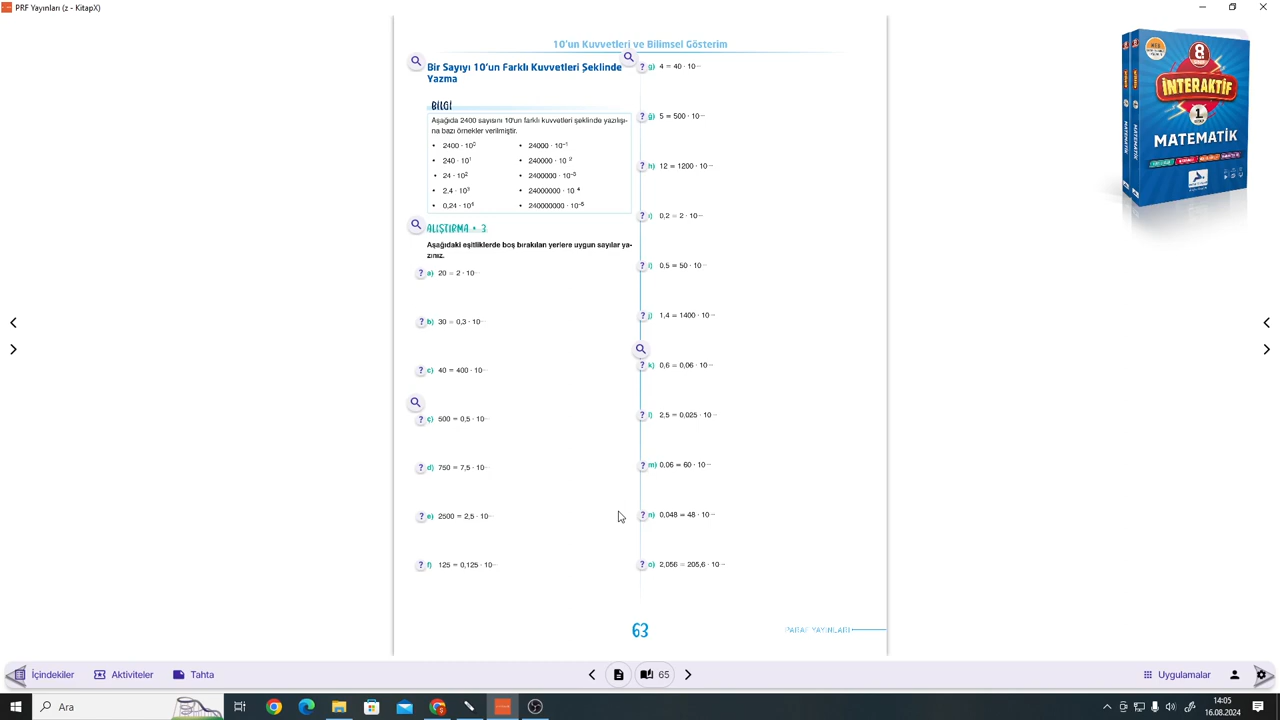 PRF Yayınları (z - KitapX)
10'un Kuvvetleri ve Bilimsel Gösterim
Bir Sayıyı 10'un Farklı Kuvvetleri Şeklinde
Yazma
BİLGİ
Aşağıda 2400 sayısını 10'un farklı kuvvetleri şeklinde yazılışı-
na bazı örnekler verilmiştir.
• 2400 · 10⁰ • 24000 · 10⁻¹
• 240 · 10¹ • 240000 · 10⁻²
• 24 · 10² • 2400000 · 10⁻³
• 2,4 · 10³ • 24000000 · 10⁻⁴
• 0,24 · 10⁴ • 240000000 · 10⁻⁵
ALIŞTIRMA • 3
Aşağıdaki eşitliklerde boş bırakılan yerlere uygun sayılar ya-
zınız.
? a) 20 = 2 · 10···
? b) 30 = 0,3 · 10···
? c) 40 = 400 · 10···
? ç) 500 = 0,5 · 10···
? d) 750 = 7,5 · 10···
? e) 2500 = 2,5 · 10···
? f) 125 = 0,125 · 10···
? g) 4 = 40 · 10···
? ğ) 5 = 500 · 10···
? h) 12 = 1200 · 10···
? ı) 0,2 = 2 · 10···
? i) 0,5 = 50 · 10···
? j) 1,4 = 1400 · 10···
? k) 0,6 = 0,06 · 10···
? l) 2,5 = 0,025 · 10···
? m) 0,06 = 60 · 10···
? n) 0,048 = 48 · 10···
? o) 2,056 = 205,6 · 10···
63
PARAF YAYINLARI
8.
İNTERAKTİF
1.
MATEMATİK
MATEMATİK
MATEMATİK
İçindekiler
Aktiviteler
Tahta
65
Uygulamalar
Ara
14:05
16.08.2024